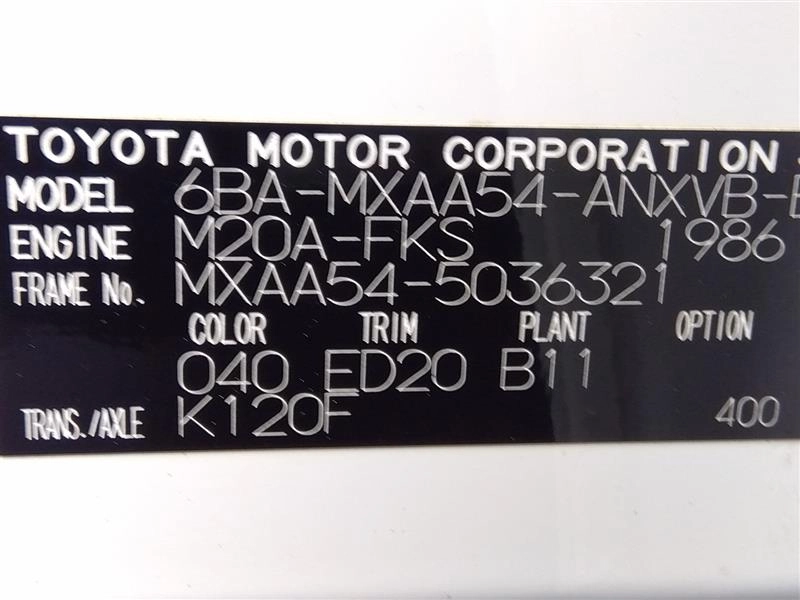 TOYOTA MOTOR CORPORATION
MODEL 6BA-MXAA54-ANXVB-
ENGINE M20A-FKS 1986
FRAME No. MXAA54-5036321
COLOR TRIM PLANT OPTION
040 ED20 B11
TRANS./AXLE K120F 400